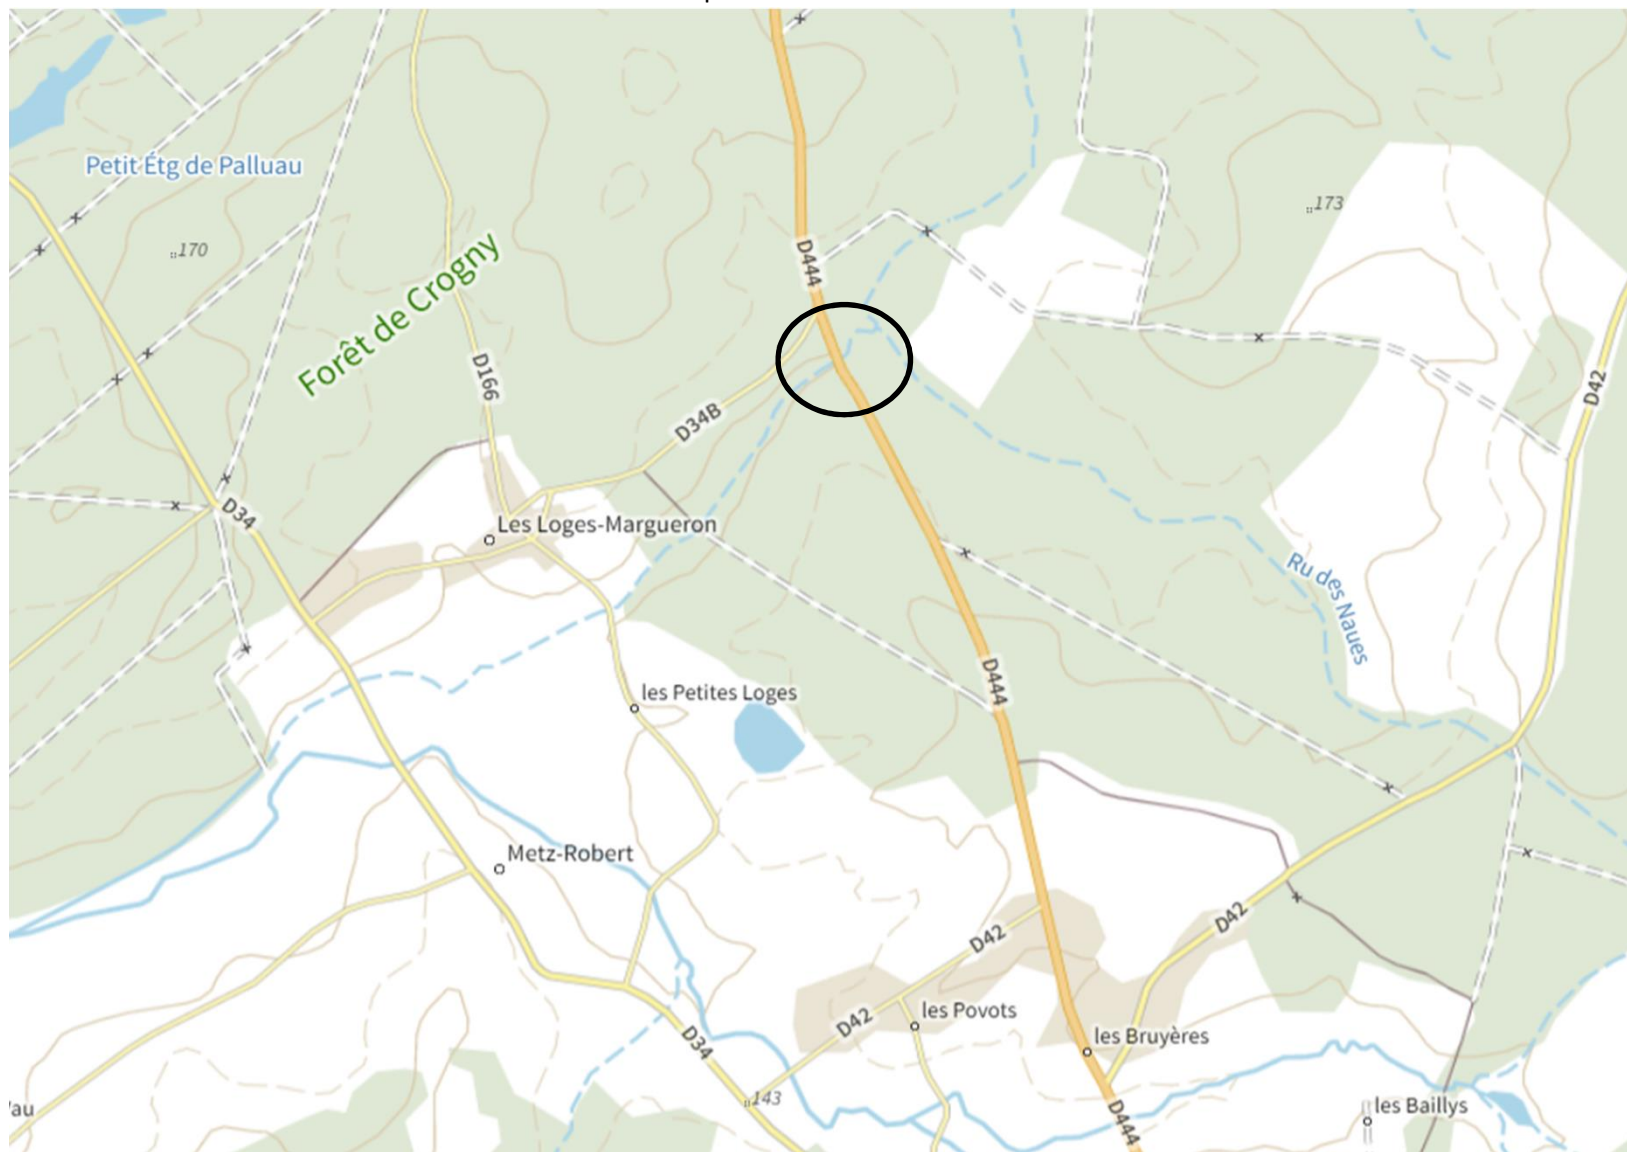 Petit Étg de Palluau
173
170
D444
Forêt de Crogny
D166
D42
D34B
D34
Les Loges-Margueron
Ru des Naues
D444
les Petites Loges
Metz-Robert
D42
D42
les Povots
D42
les Bruyères
D34
143
les Baillys
D444